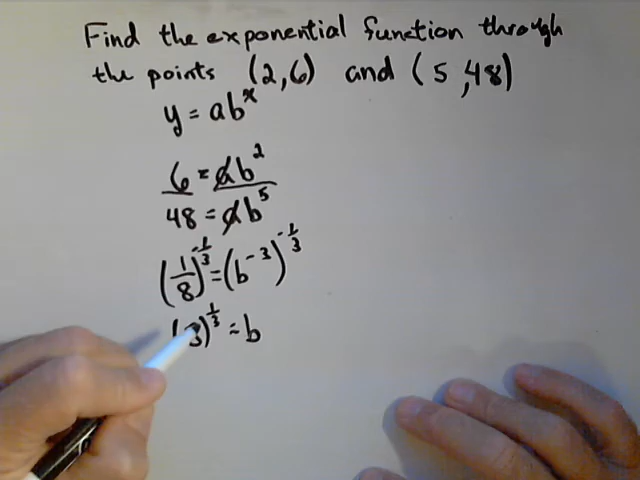 Find the exponential function through
the points (2,6) and (5,48)
y = ab^x
6 = ab^2
48 = ab^5
(1/8)^-1/3 = (b^-3)^-1/3
(8)^1/3 = b